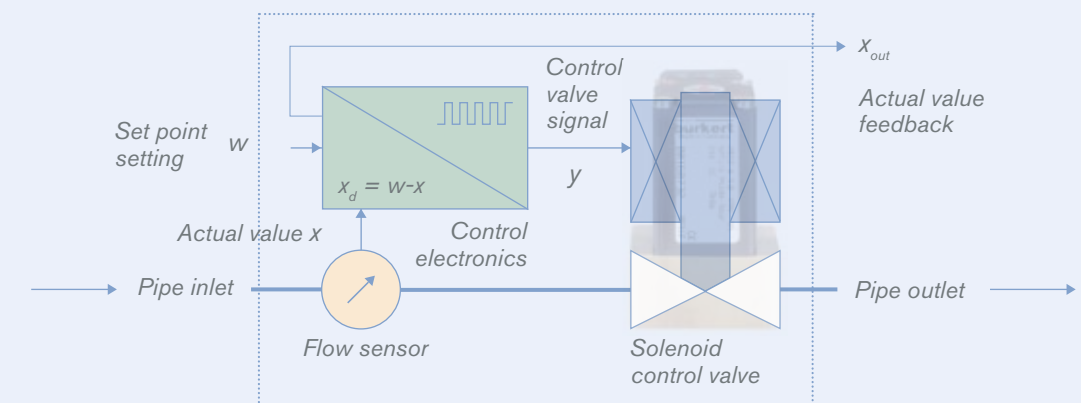 x_out
Control
valve
signal
Actual value
feedback
burkert
Set point
setting
w
y
x_d = w-x
Actual value x
Control
electronics
Pipe inlet
Pipe outlet
Flow sensor
Solenoid
control valve